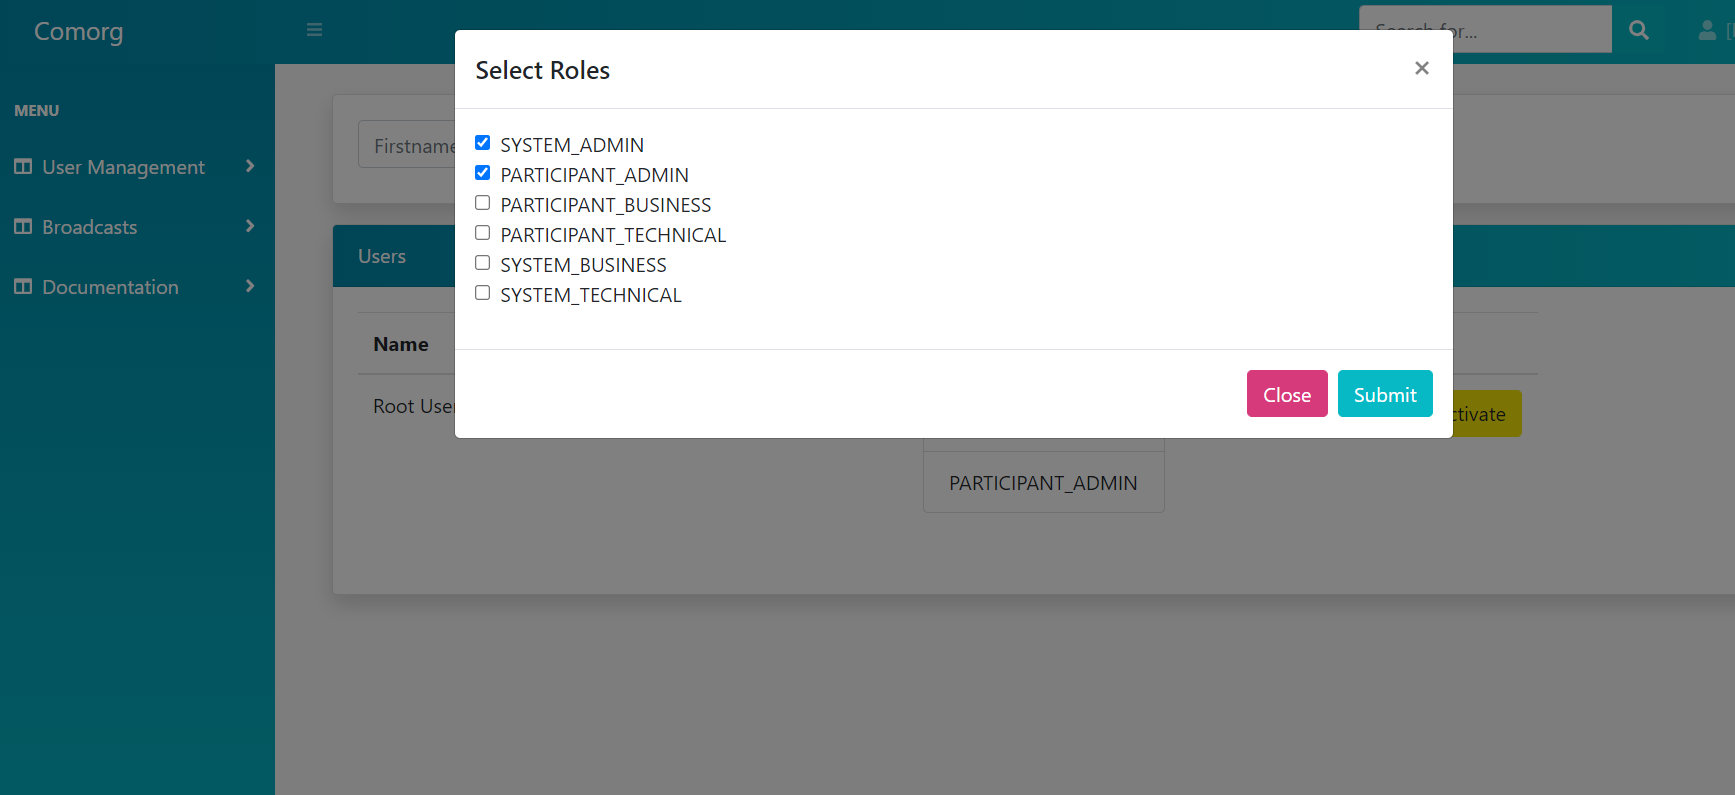 Comorg
Search for...
MENU
User Management
Broadcasts
Documentation
Select Roles
×
SYSTEM_ADMIN
PARTICIPANT_ADMIN
PARTICIPANT_BUSINESS
PARTICIPANT_TECHNICAL
SYSTEM_BUSINESS
SYSTEM_TECHNICAL
Close Submit
Firstname
Users
Name
Root User
PARTICIPANT_ADMIN